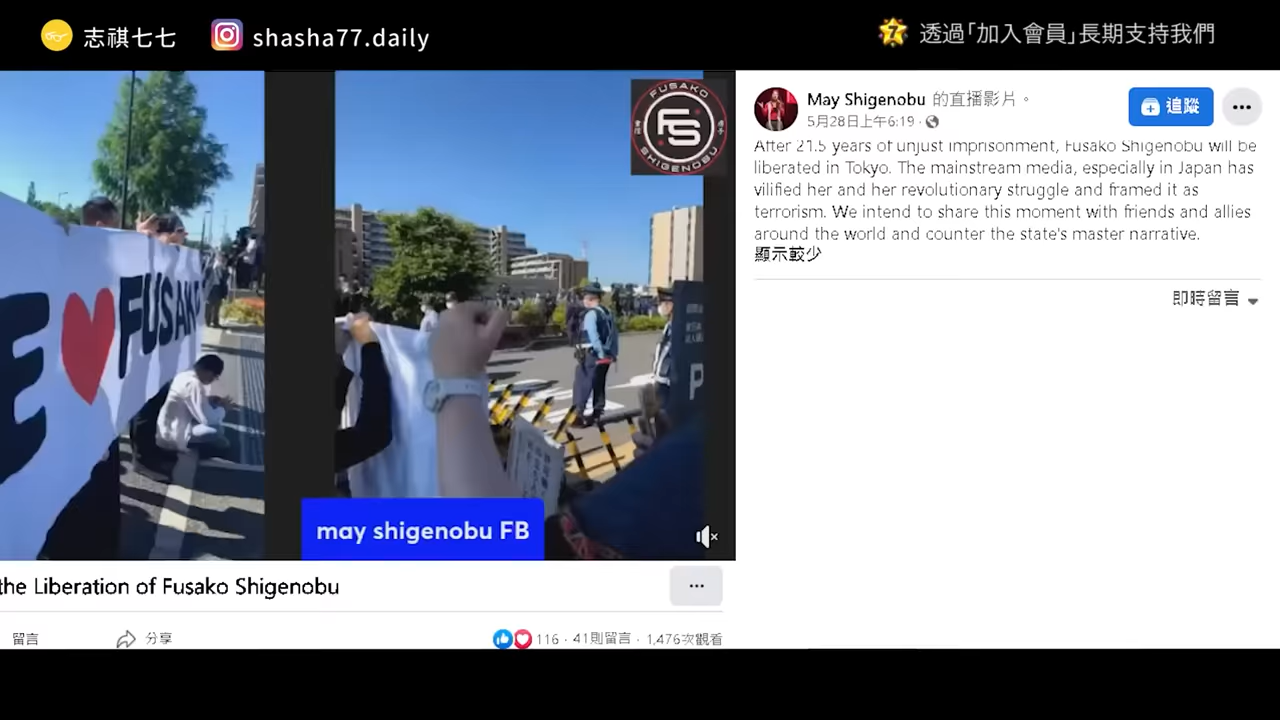 志祺七七
shasha77.daily
7
透過「加入會員」長期支持我們
E ♥ FUSAK
FUSAKO
FS
重信 房子
SHIGENOBU
P
may shigenobu FB
May Shigenobu 的直播影片。
5月28日上午6:19 ·
追蹤
After 21.5 years of unjust imprisonment, Fusako Shigenobu will be
liberated in Tokyo. The mainstream media, especially in Japan has
vilified her and her revolutionary struggle and framed it as
terrorism. We intend to share this moment with friends and allies
around the world and counter the state's master narrative.
顯示較少
即時留言
the Liberation of Fusako Shigenobu
留言
分享
116 · 41則留言 · 1,476次觀看